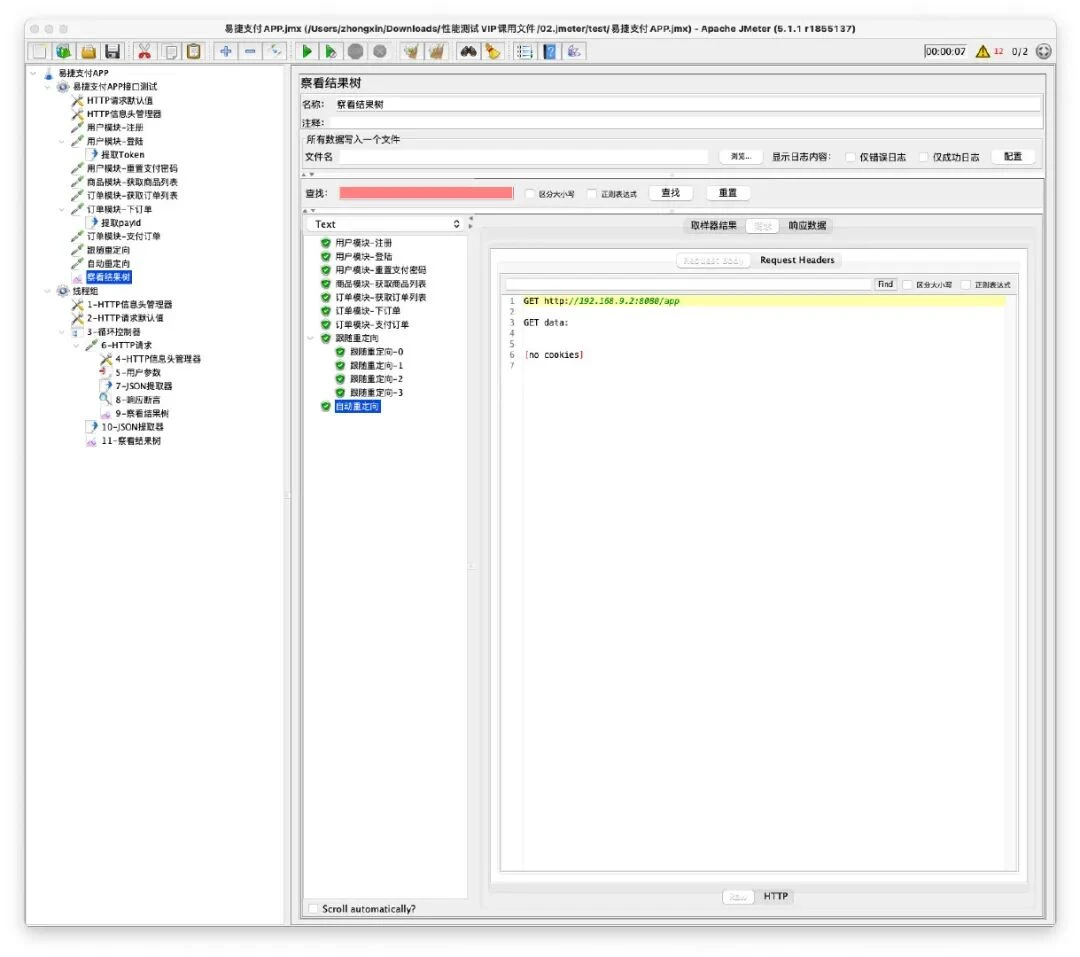 易捷支付APP.jmx (/Users/zhongxin/Downloads/性能测试VIP课用文件/02.jmeter/test/易捷支付APP.jmx) - Apache JMeter (5.1.1 r1855137)
00:00:07 12 0/2
易捷支付APP
易捷支付APP接口测试
HTTP请求默认值
HTTP信息头管理器
用户模块-注册
用户模块-登陆
提取Token
用户模块-重置支付密码
商品模块-获取商品列表
订单模块-获取订单列表
订单模块-下订单
提取payid
订单模块-支付订单
跟随重定向
自动重定向
察看结果树
线程组
1-HTTP信息头管理器
2-HTTP请求默认值
3-循环控制器
6-HTTP请求
4-HTTP信息头管理器
5-用户参数
7-JSON提取器
8-响应断言
9-察看结果树
10-JSON提取器
11-察看结果树
察看结果树
名称: 察看结果树
注释:
所有数据写入一个文件
文件名 浏览... 显示日志内容: 仅错误日志 仅成功日志 配置
查找: 区分大小写 正则表达式 查找 重置
Text
用户模块-注册
用户模块-登陆
用户模块-重置支付密码
商品模块-获取商品列表
订单模块-获取订单列表
订单模块-下订单
订单模块-支付订单
跟随重定向
跟随重定向-0
跟随重定向-1
跟随重定向-2
跟随重定向-3
自动重定向
Scroll automatically?
取样器结果 请求 响应数据
Request Body Request Headers
Find 区分大小写 正则表达式
1 GET http://192.168.9.2:8080/app
2
3 GET data:
4
5
6 [no cookies]
7
Raw HTTP